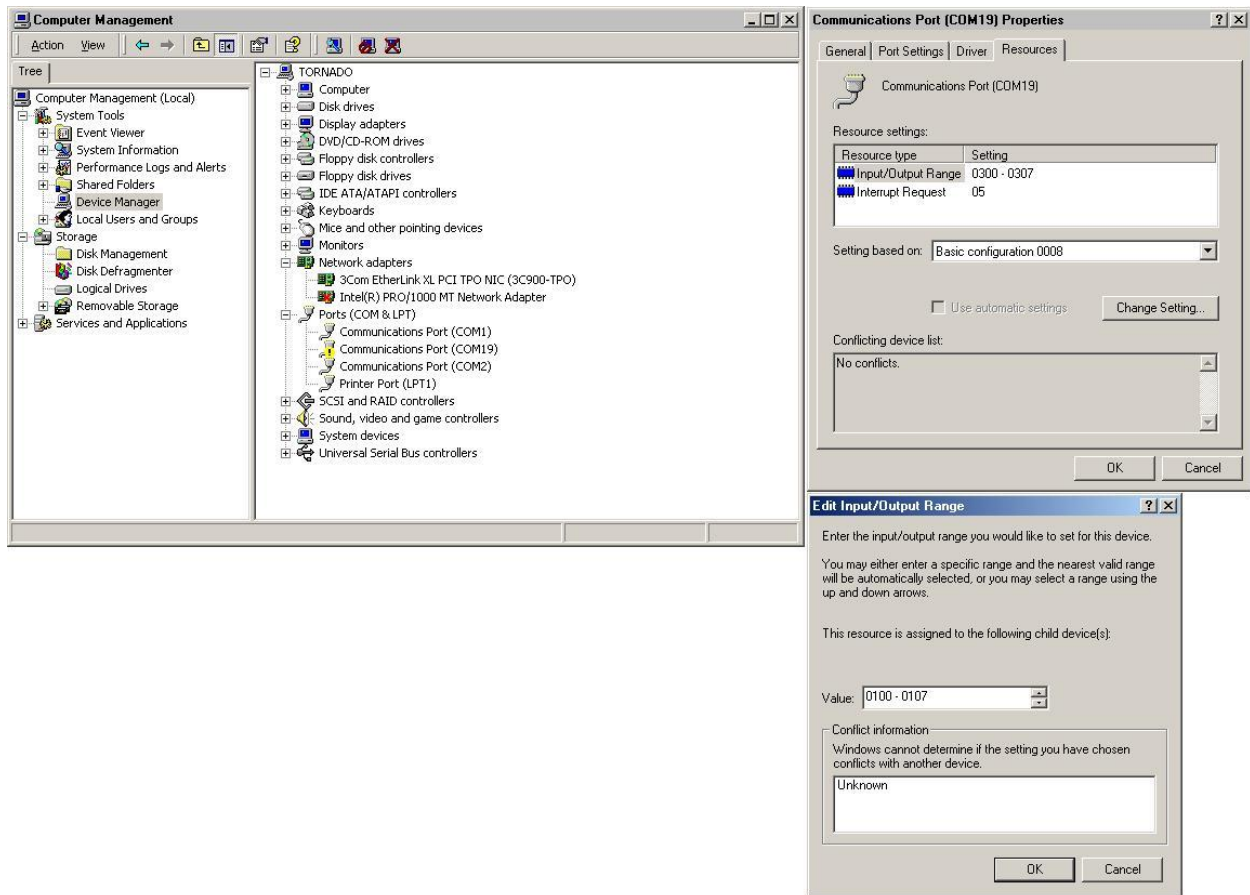 Computer Management
Action View
Tree
Computer Management (Local)
System Tools
Event Viewer
System Information
Performance Logs and Alerts
Shared Folders
Device Manager
Local Users and Groups
Storage
Disk Management
Disk Defragmenter
Logical Drives
Removable Storage
Services and Applications
TORNADO
Computer
Disk drives
Display adapters
DVD/CD-ROM drives
Floppy disk controllers
Floppy disk drives
IDE ATA/ATAPI controllers
Keyboards
Mice and other pointing devices
Monitors
Network adapters
3Com EtherLink XL PCI TPO NIC (3C900-TPO)
Intel(R) PRO/1000 MT Network Adapter
Ports (COM & LPT)
Communications Port (COM1)
Communications Port (COM19)
Communications Port (COM2)
Printer Port (LPT1)
SCSI and RAID controllers
Sound, video and game controllers
System devices
Universal Serial Bus controllers
Communications Port (COM19) Properties
General Port Settings Driver Resources
Communications Port (COM19)
Resource settings:
Resource type Setting
Input/Output Range 0300 - 0307
Interrupt Request 05
Setting based on: Basic configuration 0008
Use automatic settings Change Setting...
Conflicting device list:
No conflicts.
OK Cancel
Edit Input/Output Range
Enter the input/output range you would like to set for this device.
You may either enter a specific range and the nearest valid range
will be automatically selected, or you may select a range using the
up and down arrows.
This resource is assigned to the following child device(s):
Value: 0100 - 0107
Conflict information
Windows cannot determine if the setting you have chosen
conflicts with another device.
Unknown
OK Cancel